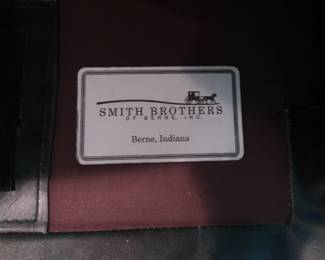 SMITH BROTHERS
OF BERNE, INC.
Berne, Indiana